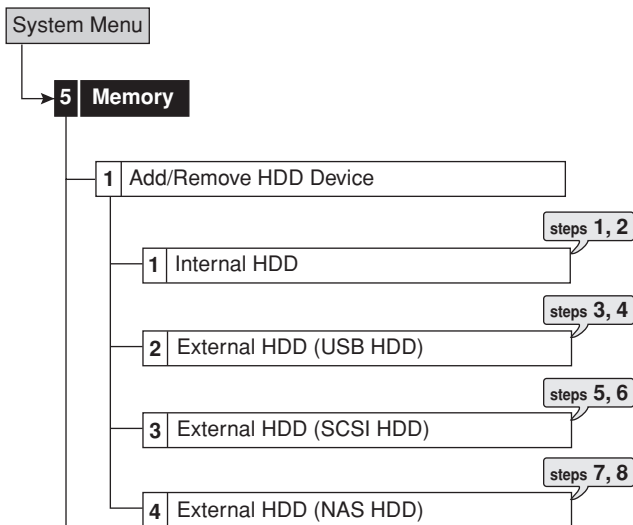 System Menu
5 Memory
1 Add/Remove HDD Device
steps 1, 2
1 Internal HDD
steps 3, 4
2 External HDD (USB HDD)
steps 5, 6
3 External HDD (SCSI HDD)
steps 7, 8
4 External HDD (NAS HDD)